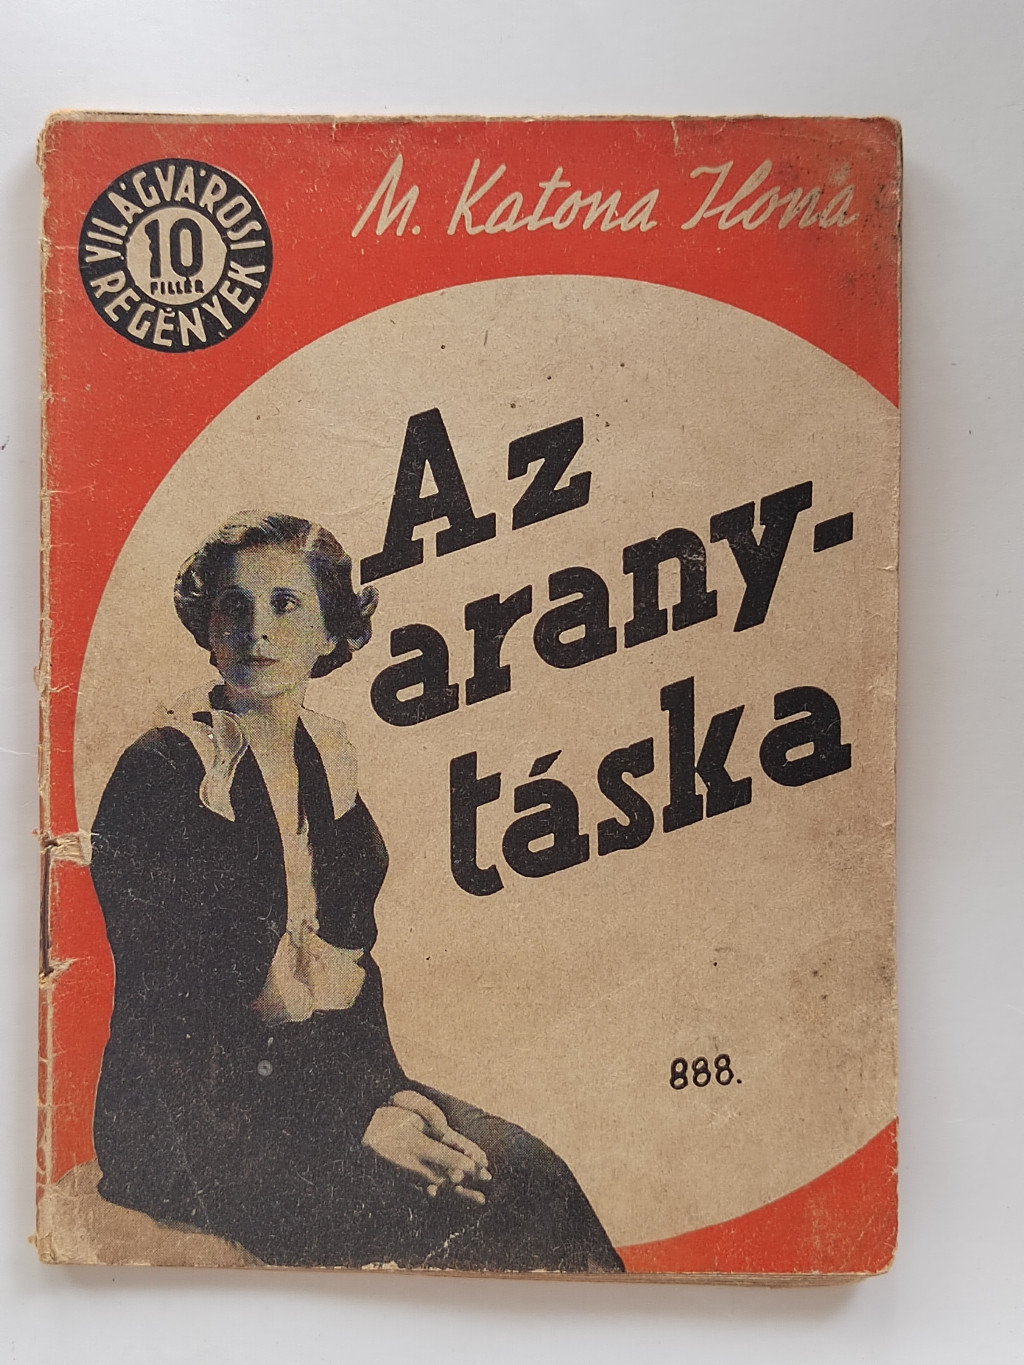 VILÁGVÁROSI
10
FILLÉR
REGÉNYEK
M. Katona Ilona
Az
arany-
táska
888.